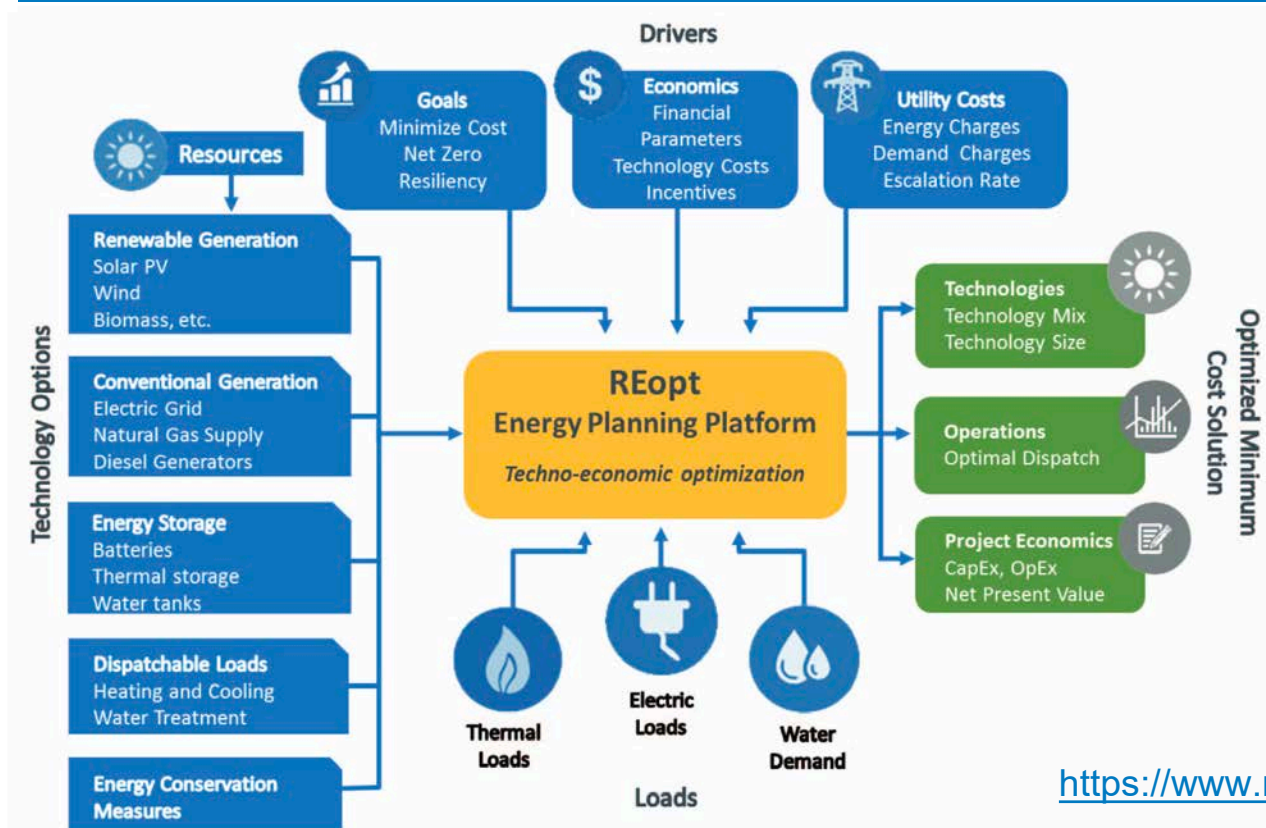 Drivers
Goals
Minimize Cost
Net Zero
Resiliency
$
Economics
Financial
Parameters
Technology Costs
Incentives
Utility Costs
Energy Charges
Demand Charges
Escalation Rate
Resources
Technology Options
Renewable Generation
Solar PV
Wind
Biomass, etc.
Conventional Generation
Electric Grid
Natural Gas Supply
Diesel Generators
Energy Storage
Batteries
Thermal storage
Water tanks
Dispatchable Loads
Heating and Cooling
Water Treatment
Energy Conservation
Measures
REopt
Energy Planning Platform
Techno-economic optimization
Thermal
Loads
Electric
Loads
Water
Demand
Loads
Technologies
Technology Mix
Technology Size
Operations
Optimal Dispatch
Project Economics
CapEx, OpEx
Net Present Value
Optimized Minimum
Cost Solution
https://www.